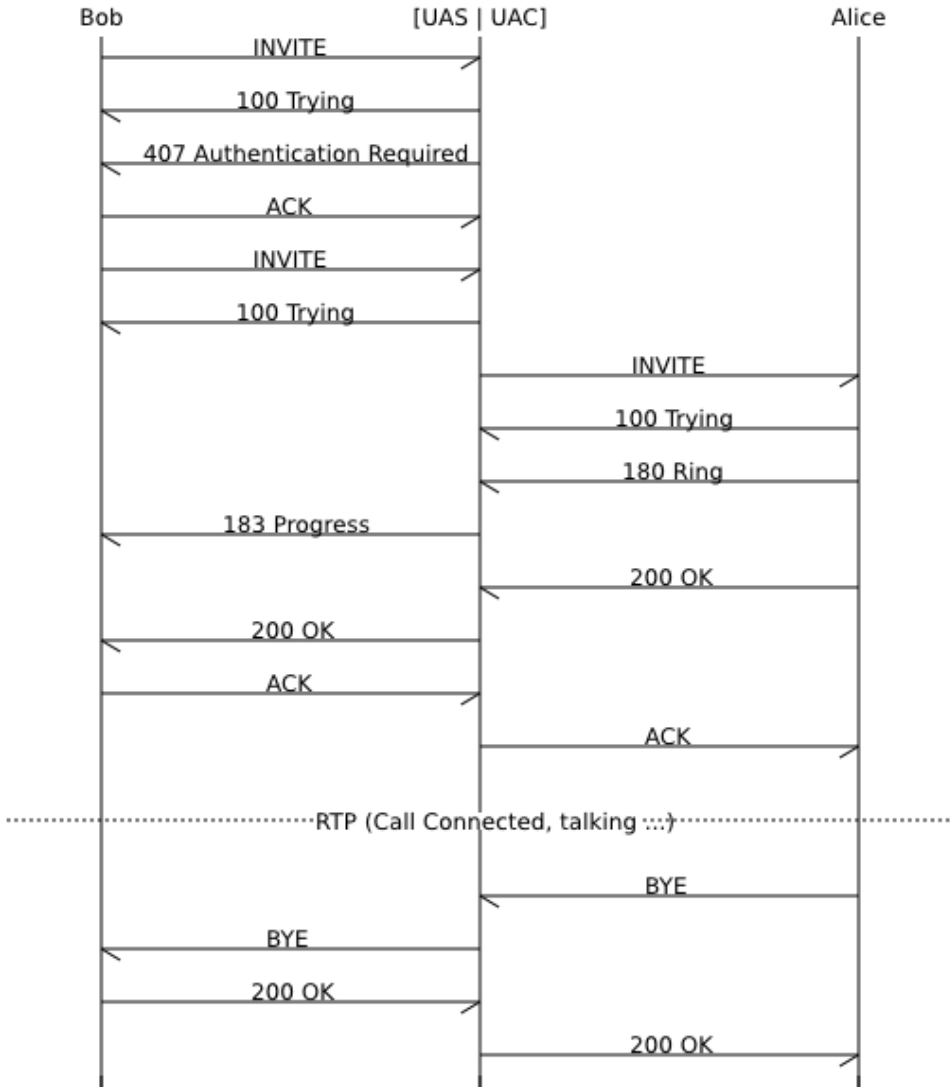 Bob [UAS | UAC] Alice
INVITE
100 Trying
407 Authentication Required
ACK
INVITE
100 Trying
INVITE
100 Trying
180 Ring
183 Progress
200 OK
200 OK
ACK
ACK
RTP (Call Connected, talking ...)
BYE
BYE
200 OK
200 OK